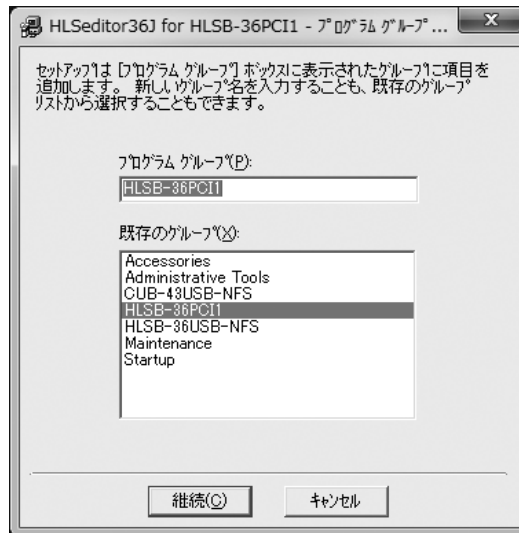 HLSeditor36J for HLSB-36PCI1 - ﾌﾟﾛｸﾞﾗﾑ ｸﾞﾙｰﾌﾟ...
ｾｯﾄｱｯﾌﾟは [ﾌﾟﾛｸﾞﾗﾑ ｸﾞﾙｰﾌﾟ] ﾎﾞｯｸｽに表示されたｸﾞﾙｰﾌﾟに項目を
追加します。 新しいｸﾞﾙｰﾌﾟ名を入力することも、既存のｸﾞﾙｰﾌﾟ
ﾘｽﾄから選択することもできます。
ﾌﾟﾛｸﾞﾗﾑ ｸﾞﾙｰﾌﾟ(P):
HLSB-36PCI1
既存のｸﾞﾙｰﾌﾟ(X):
Accessories
Administrative Tools
CUB-43USB-NFS
HLSB-36PCI1
HLSB-36USB-NFS
Maintenance
Startup
継続(C)
ｷｬﾝｾﾙ